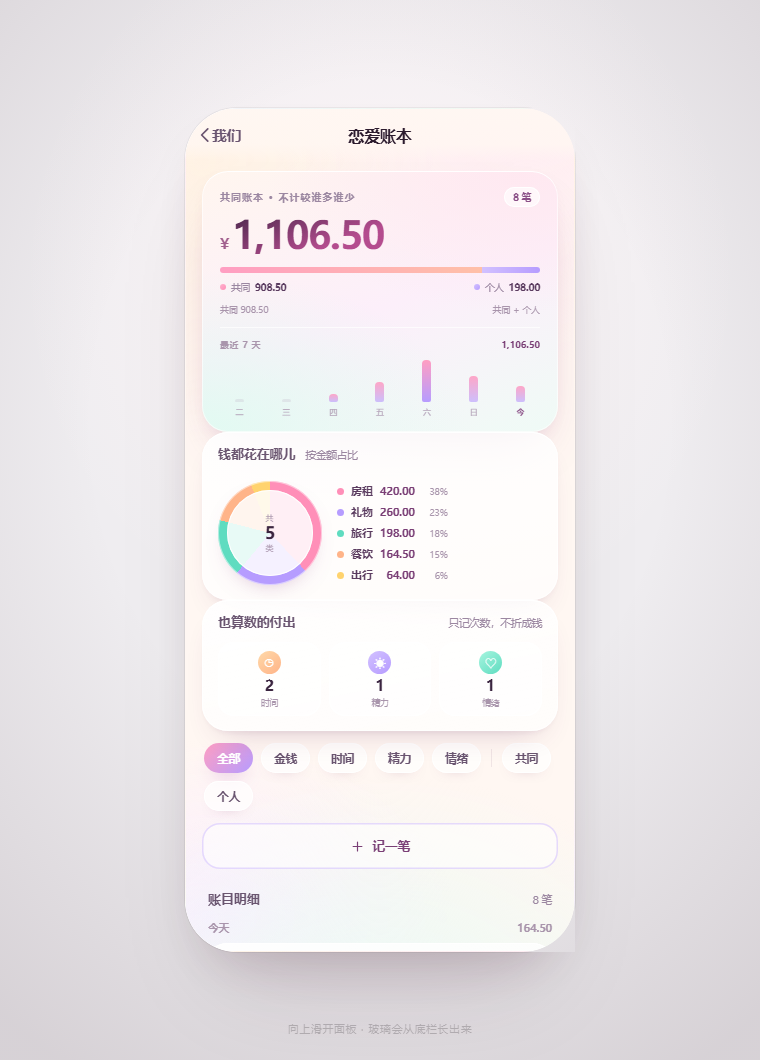 我们
恋爱账本
共同账本 • 不计较谁多谁少
8 笔
¥ 1,106.50
共同 908.50
个人 198.00
共同 908.50
共同 + 个人
最近 7 天
1,106.50
二 三 四 五 六 日 今
钱都花在哪儿 按金额占比
共
5
类
房租 420.00 38%
礼物 260.00 23%
旅行 198.00 18%
餐饮 164.50 15%
出行 64.00 6%
也算数的付出
只记次数，不折成钱
2
时间
1
精力
1
情绪
全部 金钱 时间 精力 情绪 共同
个人
+ 记一笔
账目明细
8 笔
今天
164.50
向上滑开面板 · 玻璃会从底栏长出来